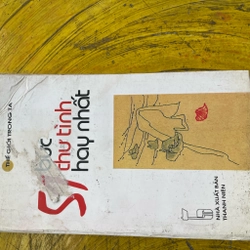 THẾ GIỚI TRONG TA
thư tình
hay nhất
NHÀ XUẤT BẢN
THANH NIÊN